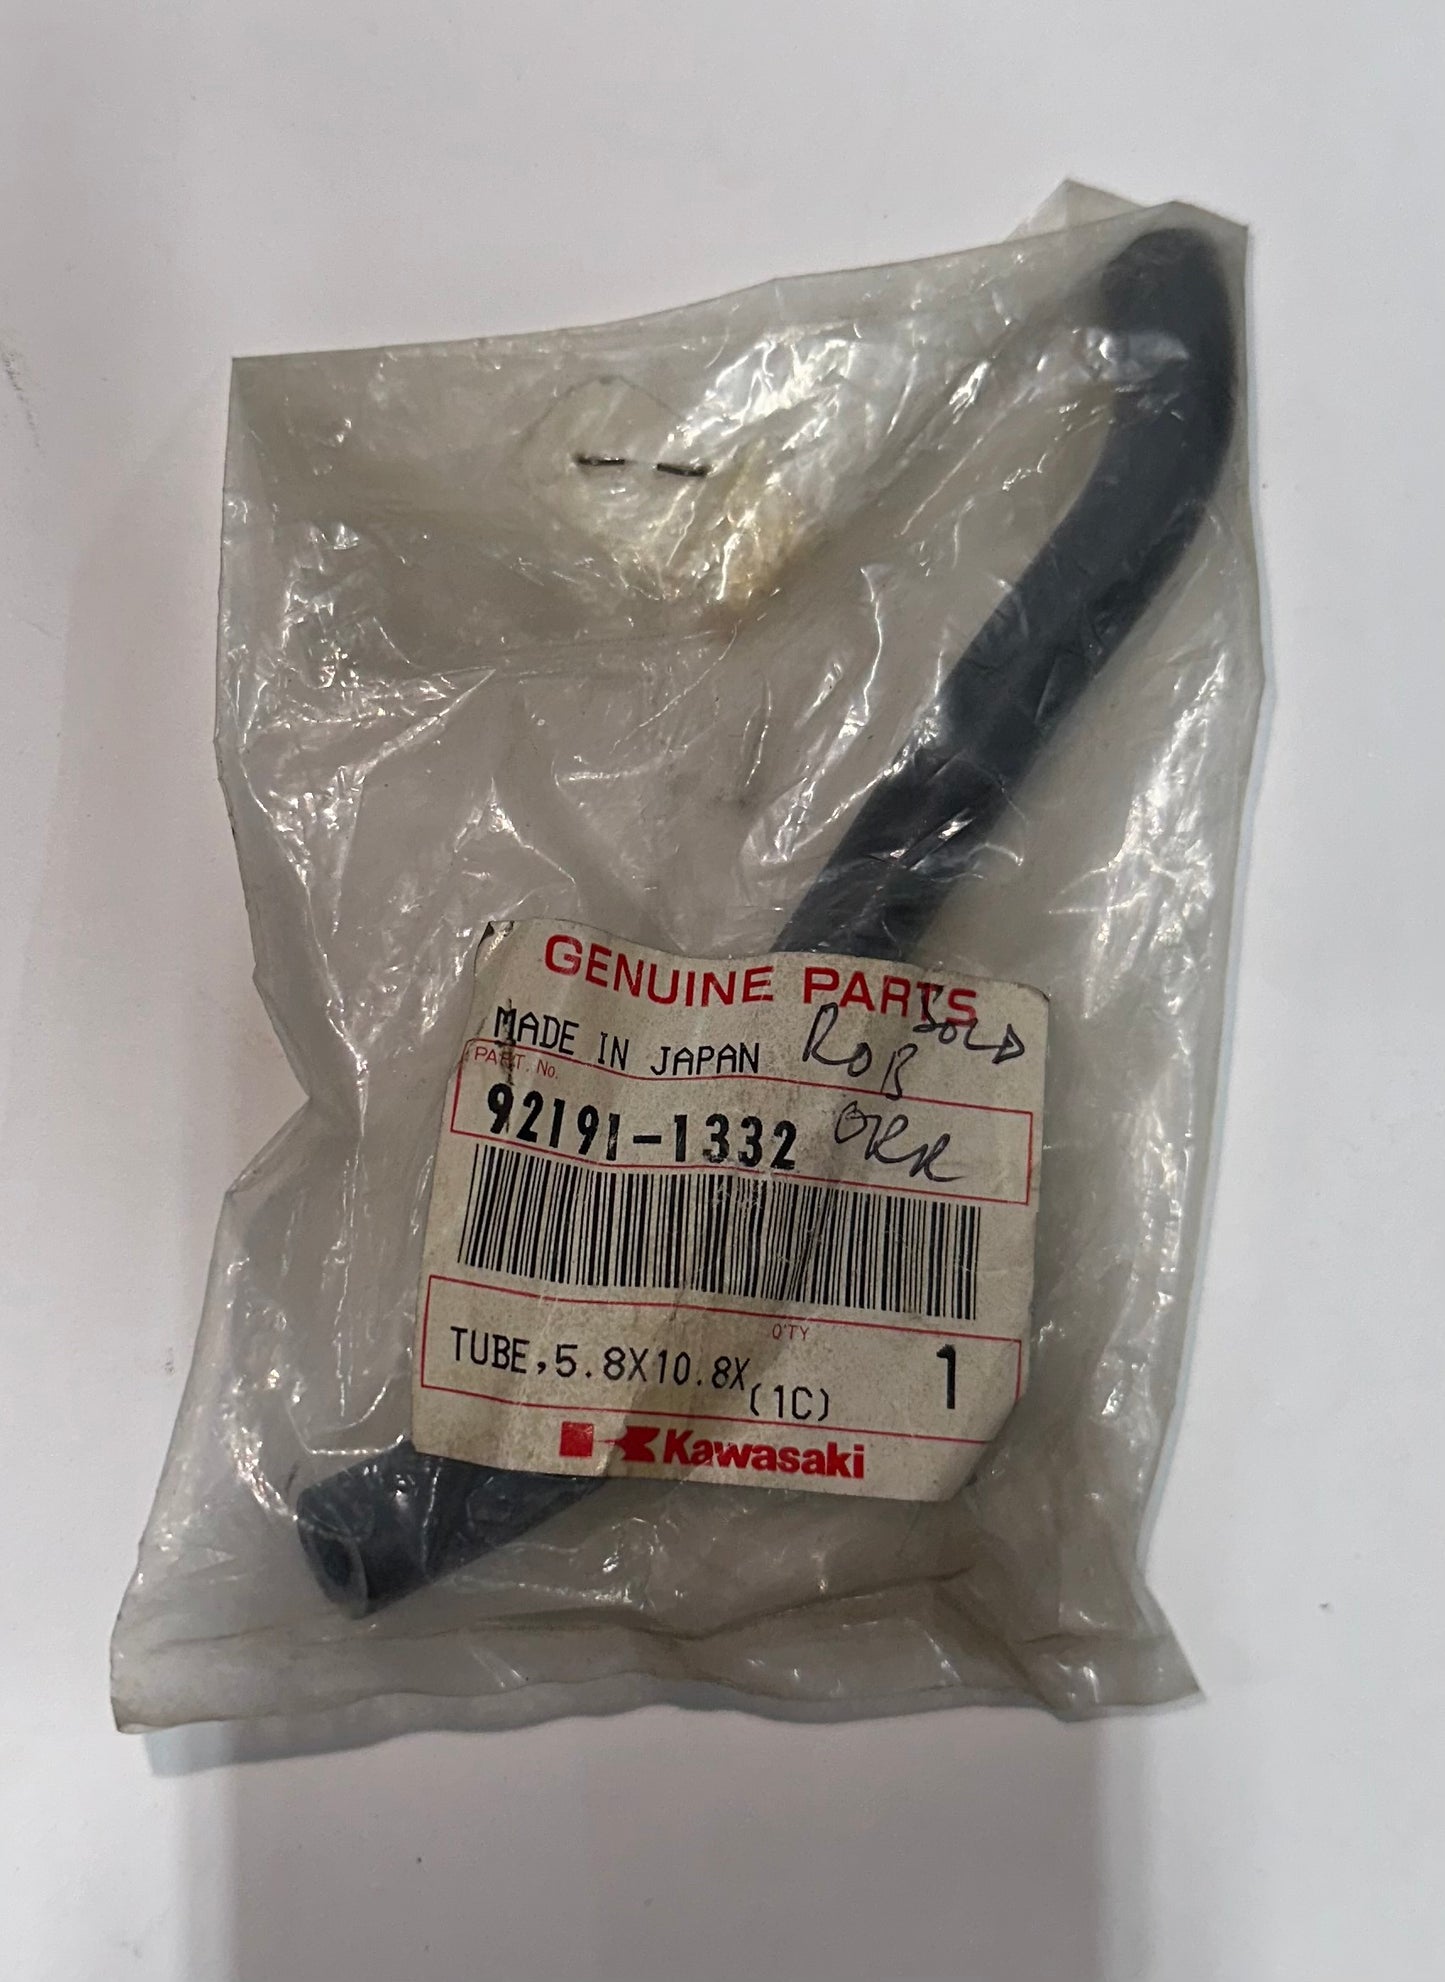 GENUINE PARTS
SOLD
MADE IN JAPAN ROB
PART. No.
92191-1332 ORR
Q'TY
TUBE,5.8X10.8X 1
(1C)
Kawasaki